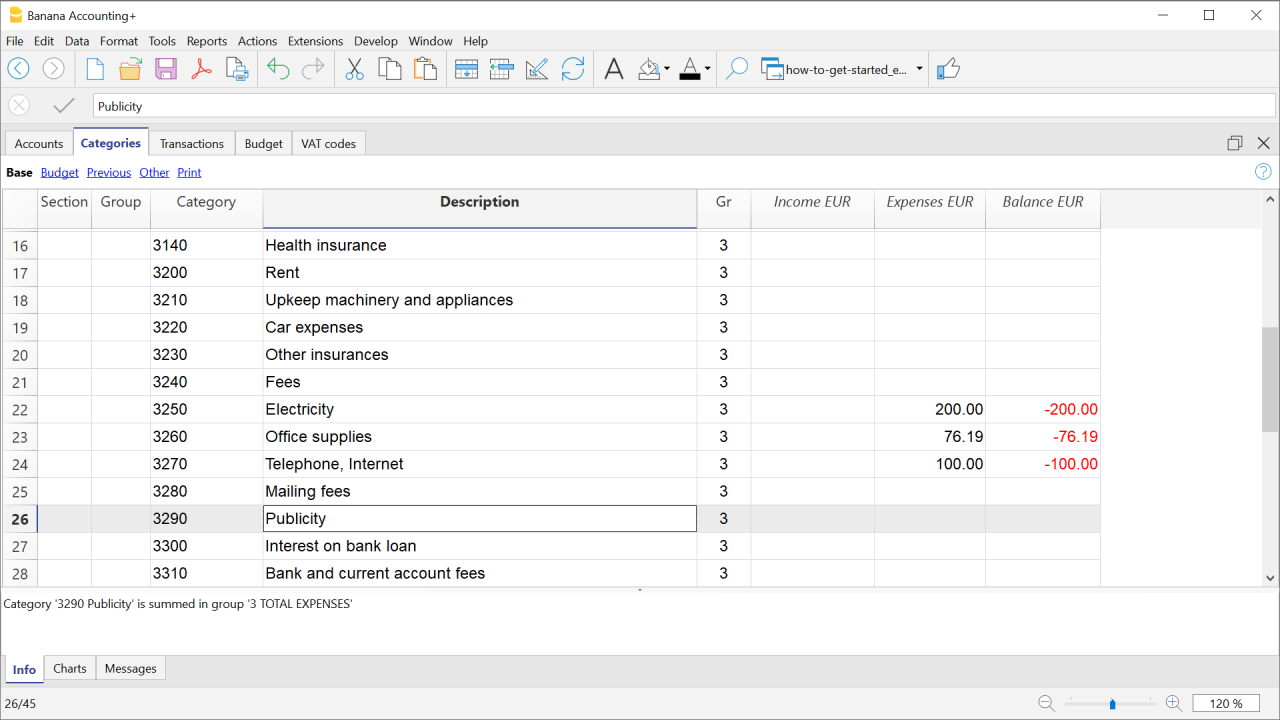 Banana Accounting+
File Edit Data Format Tools Reports Actions Extensions Develop Window Help
how-to-get-started_e...
Publicity
Accounts Categories Transactions Budget VAT codes
Base Budget Previous Other Print
Section Group Category Description Gr Income EUR Expenses EUR Balance EUR
16 3140 Health insurance 3
17 3200 Rent 3
18 3210 Upkeep machinery and appliances 3
19 3220 Car expenses 3
20 3230 Other insurances 3
21 3240 Fees 3
22 3250 Electricity 3 200.00 -200.00
23 3260 Office supplies 3 76.19 -76.19
24 3270 Telephone, Internet 3 100.00 -100.00
25 3280 Mailing fees 3
26 3290 Publicity 3
27 3300 Interest on bank loan 3
28 3310 Bank and current account fees 3
Category '3290 Publicity' is summed in group '3 TOTAL EXPENSES'
Info Charts Messages
26/45 120 %